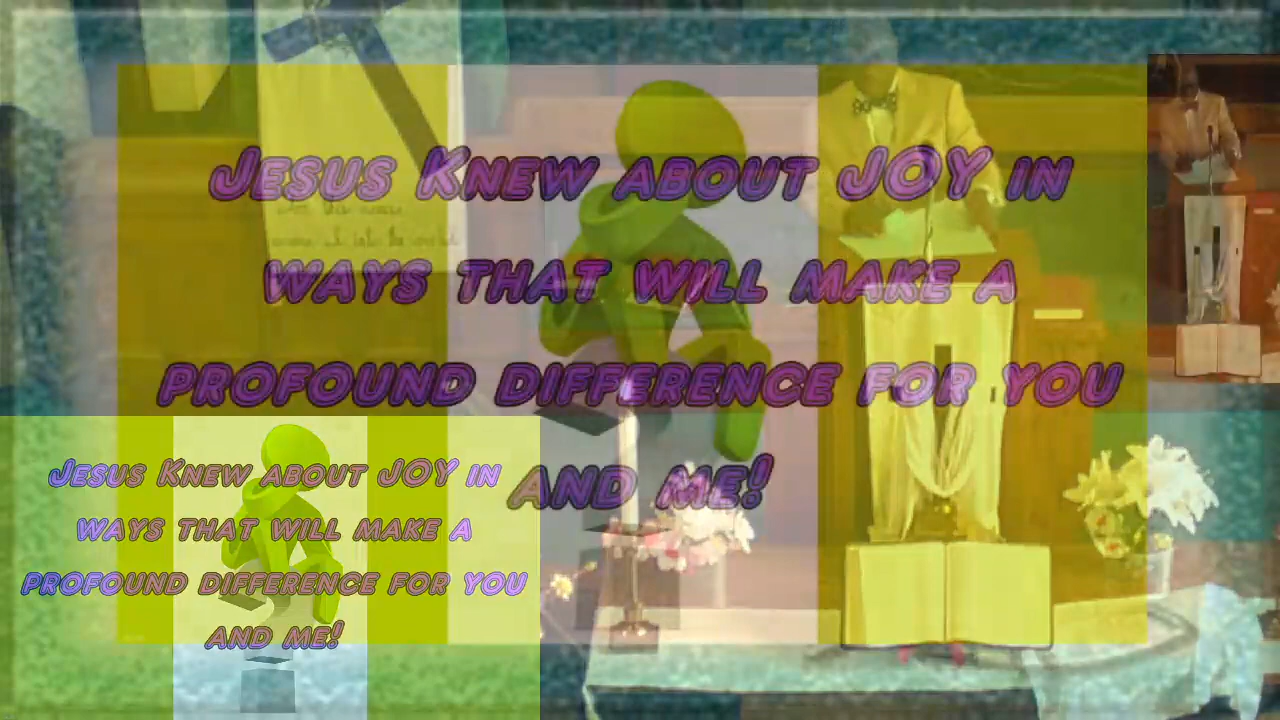 Jesus Knew about JOY in
ways that will make a
profound difference for you
and me!
Jesus Knew about JOY in
ways that will make a
profound difference for you
and me!